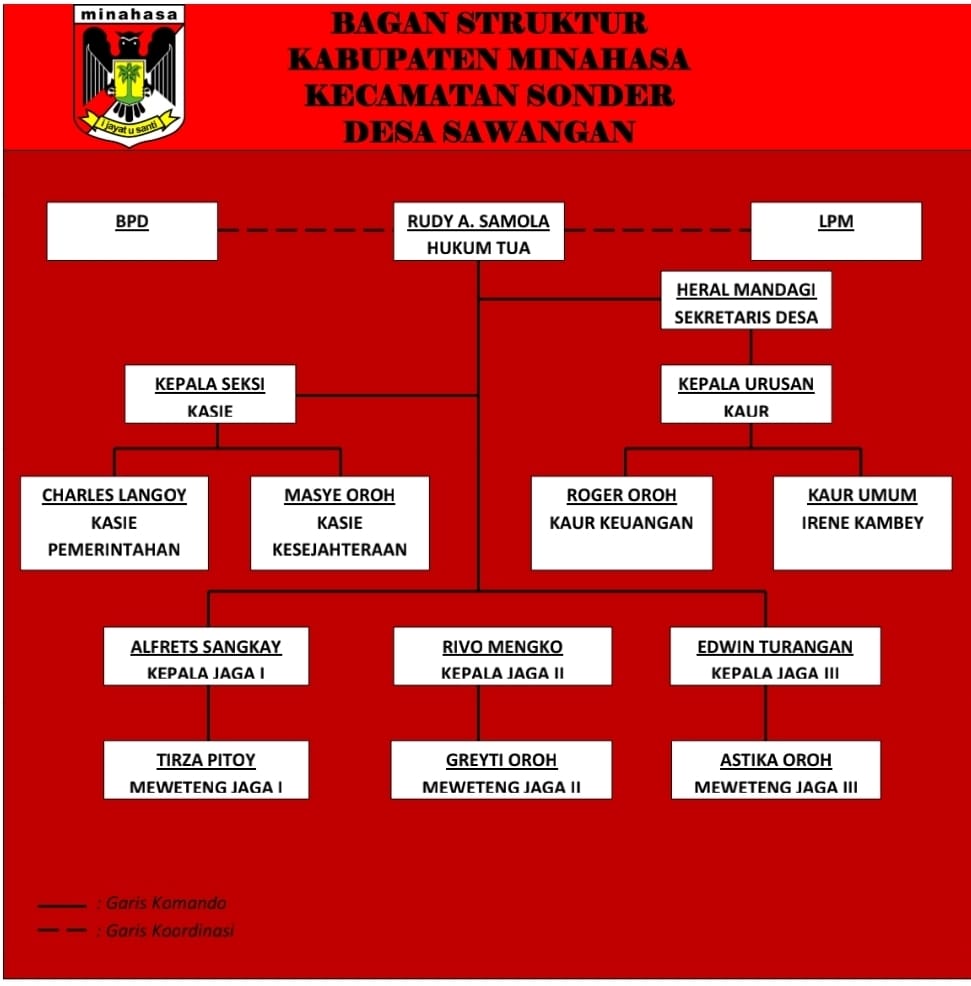 minahasa
i jayat u santi
BAGAN STRUKTUR
KABUPATEN MINAHASA
KECAMATAN SONDER
DESA SAWANGAN
BPD
RUDY A. SAMOLA
HUKUM TUA
LPM
HERAL MANDAGI
SEKRETARIS DESA
KEPALA SEKSI
KASIE
KEPALA URUSAN
KAUR
CHARLES LANGOY
KASIE
PEMERINTAHAN
MASYE OROH
KASIE
KESEJAHTERAAN
ROGER OROH
KAUR KEUANGAN
KAUR UMUM
IRENE KAMBEY
ALFRETS SANGKAY
KEPALA JAGA I
RIVO MENGKO
KEPALA JAGA II
EDWIN TURANGAN
KEPALA JAGA III
TIRZA PITOY
MEWETENG JAGA I
GREYTI OROH
MEWETENG JAGA II
ASTIKA OROH
MEWETENG JAGA III
: Garis Komando
: Garis Koordinasi